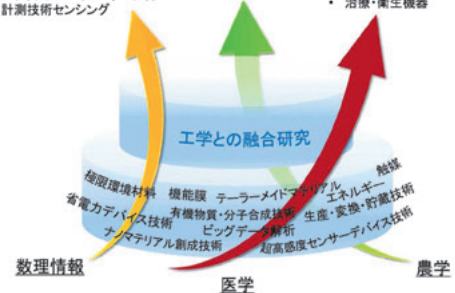 計測技術センシング
・ 治療・衛生機器
工学との融合研究
極限環境材料 機能膜 テーラーメイドマテリアル 触媒
省電力デバイス技術 有機物質・分子合成技術 エネルギー
生産・変換・貯蔵技術
ナノマテリアル創成技術 ビッグデータ解析
超高感度センサーデバイス技術
数理情報
医学
農学